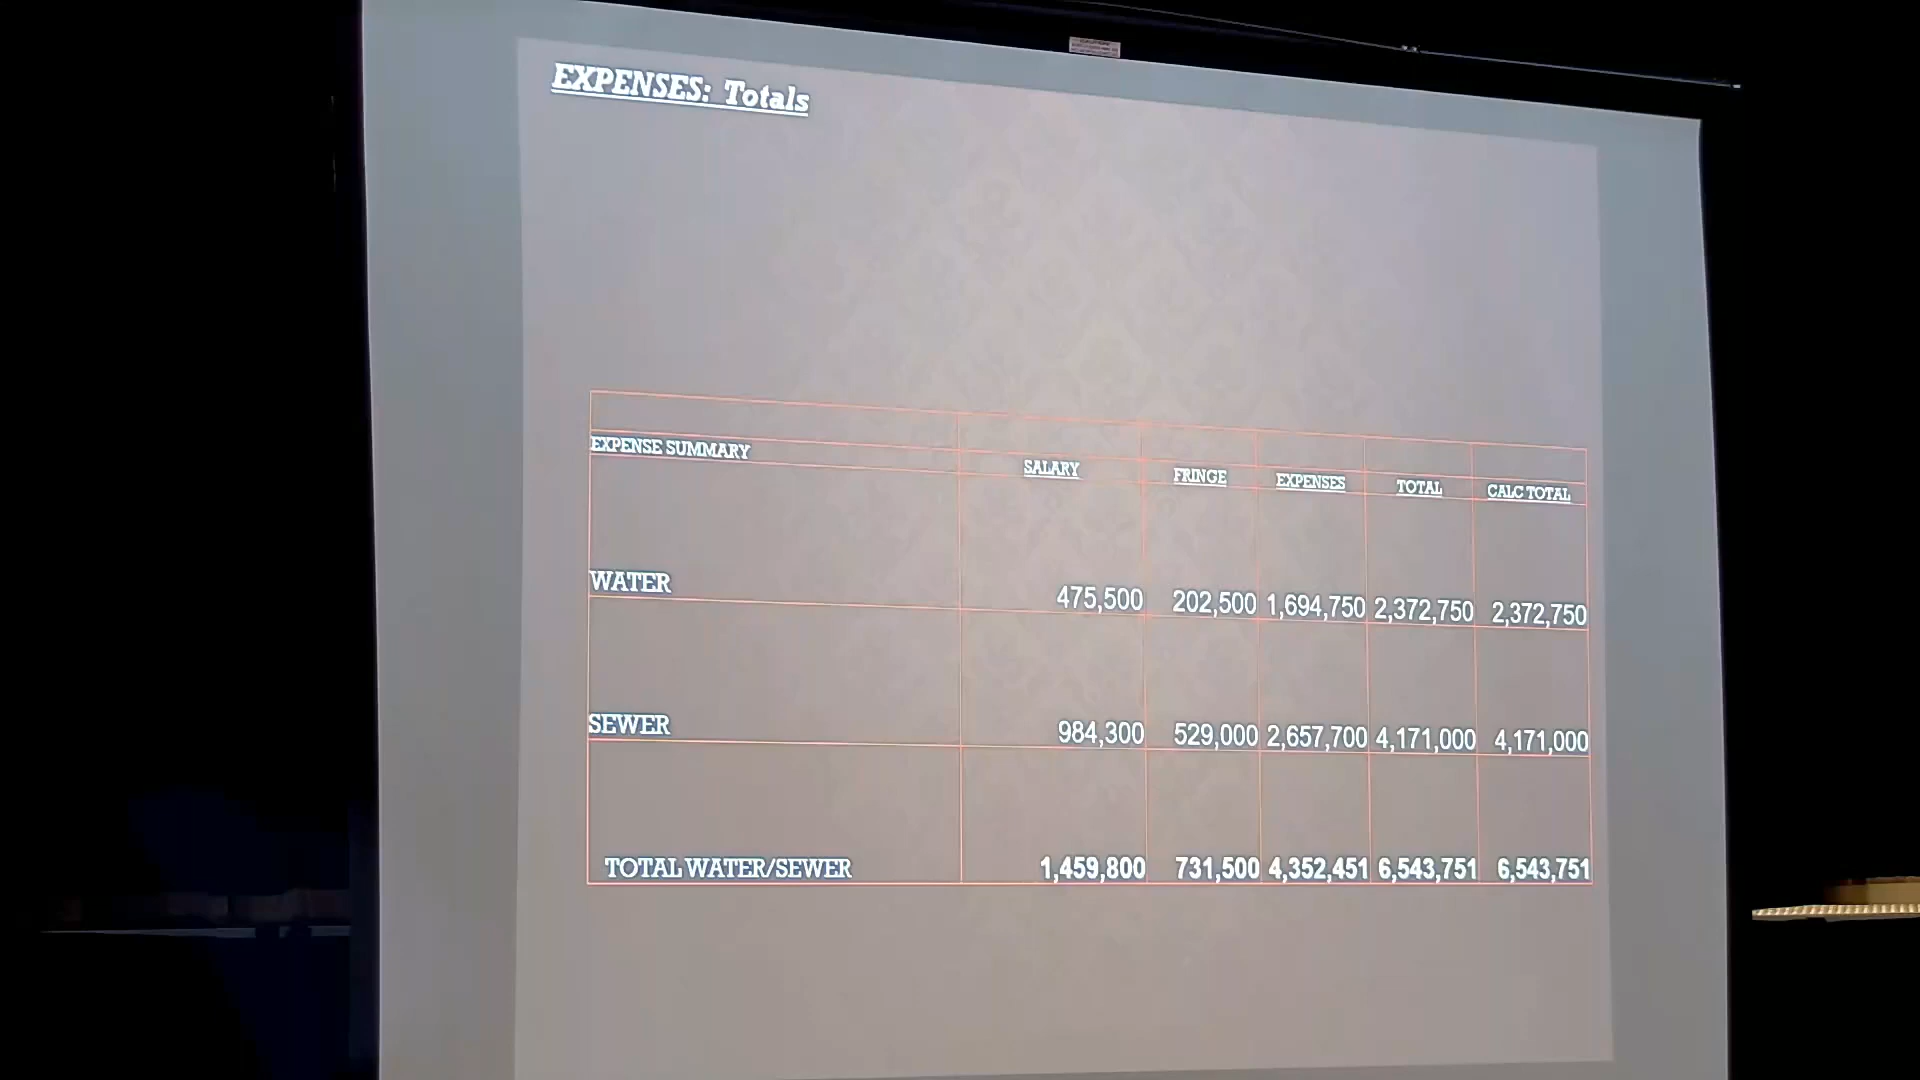 EXPENSES: Totals
EXPENSE SUMMARY SALARY FRINGE EXPENSES TOTAL CALC TOTAL
WATER 475,500 202,500 1,694,750 2,372,750 2,372,750
SEWER 984,300 529,000 2,657,700 4,171,000 4,171,000
TOTAL WATER/SEWER 1,459,800 731,500 4,352,451 6,543,751 6,543,751